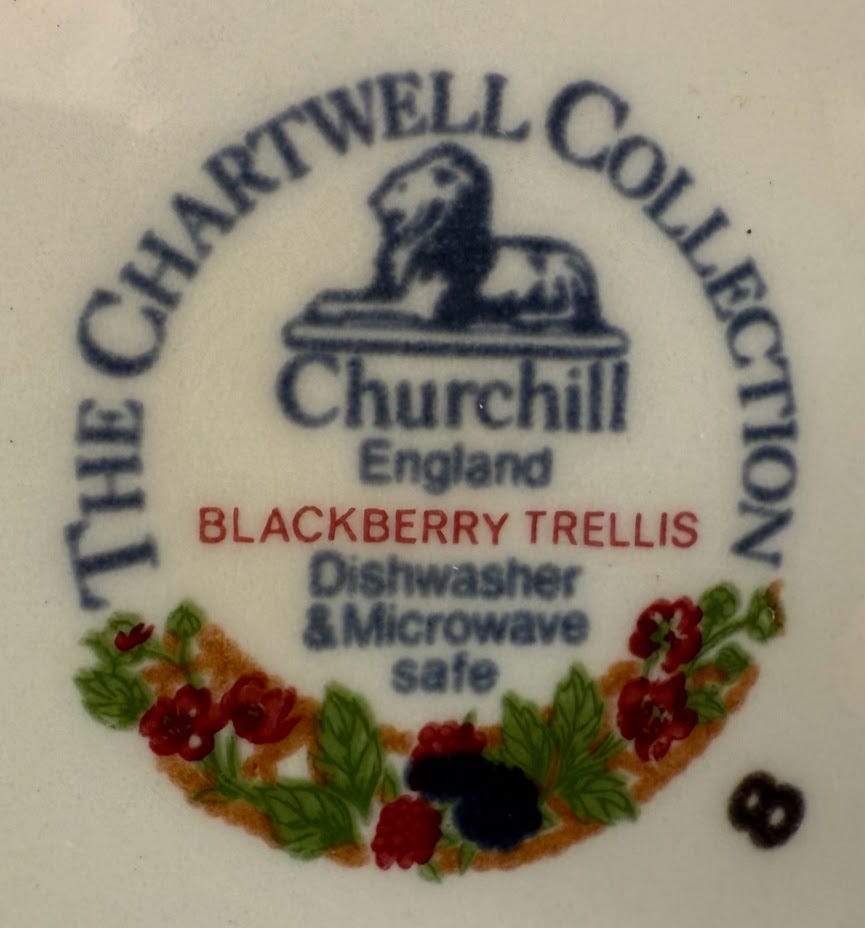 THE CHARTWELL COLLECTION
Churchill
England
BLACKBERRY TRELLIS
Dishwasher
&Microwave
safe
8